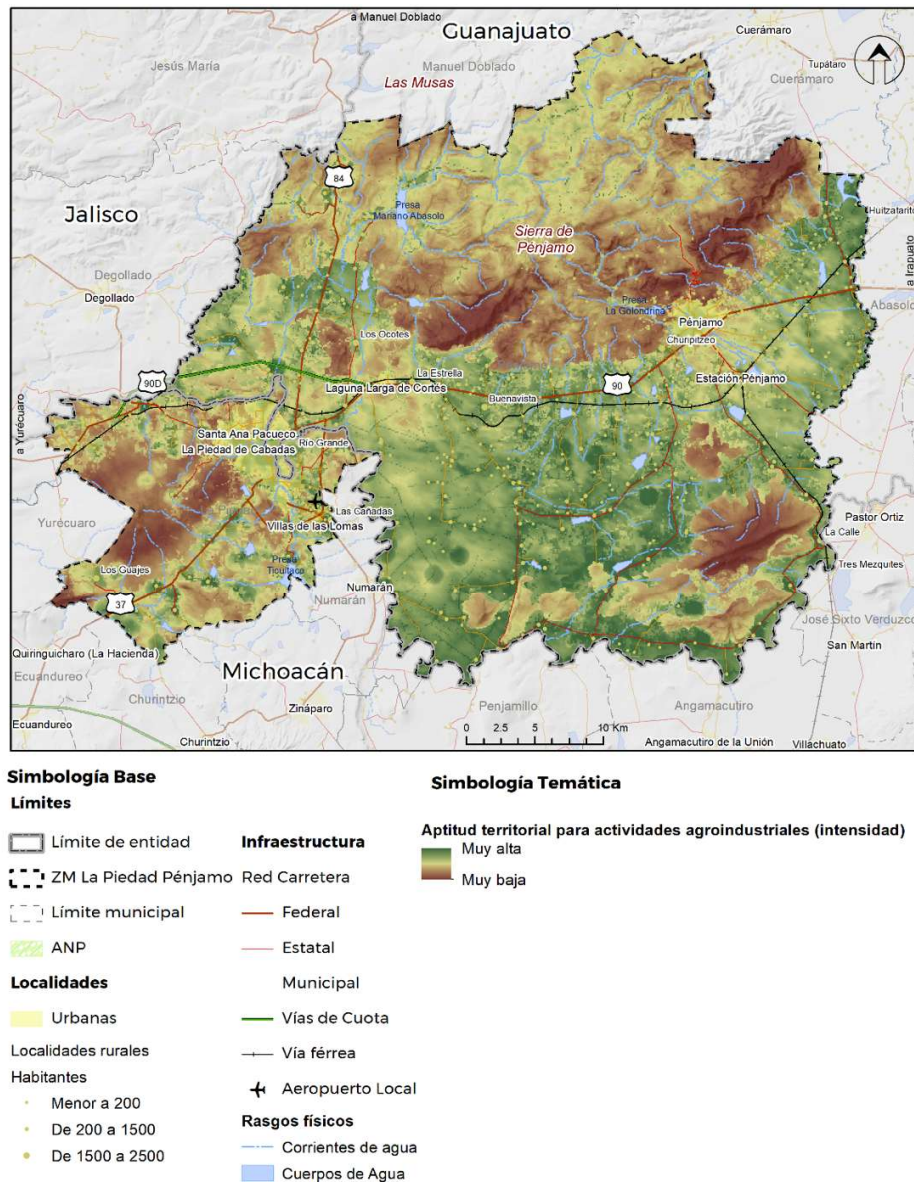 a Manuel Doblado
Guanajuato
Cuerámaro
Jesús María
Manuel Doblado
Tupátaro
Las Musas
Cuerámaro
84
Jalisco
Presa
Mariano Abasolo
Huitzatarito
Sierra de
Pénjamo
a Irapuato
Degollado
Degollado
Presa
La Golondrina
Abasolo
Pénjamo
Los Ocotes
Churipitzeo
La Estrella
90D
90
Estación Pénjamo
Laguna Larga de Cortés
Buenavista
a Yurécuaro
Santa Ana Pacueco
Río Grande
La Piedad de Cabadas
Yurécuaro
Las Cañadas
Pastor Ortiz
Villas de las Lomas
La Calle
Los Guajes
Presa
Ticuitaco
Tres Mezquites
Numarán
Numarán
37
José Sixto Verduzco
Quiringuicharo (La Hacienda)
San Martín
Michoacán
Ecuandureo
Churintzio
Zináparo
Penjamillo
Angamacutiro
Ecuandureo
0 2.5 5 10 Km
Churintzio
Angamacutiro de la Unión
Villachuato
Simbología Base
Límites
Límite de entidad
ZM La Piedad Pénjamo
Límite municipal
ANP
Localidades
Urbanas
Localidades rurales
Habitantes
Menor a 200
De 200 a 1500
De 1500 a 2500
Infraestructura
Red Carretera
Federal
Estatal
Municipal
Vías de Cuota
Vía férrea
Aeropuerto Local
Rasgos físicos
Corrientes de agua
Cuerpos de Agua
Simbología Temática
Aptitud territorial para actividades agroindustriales (intensidad)
Muy alta
Muy baja